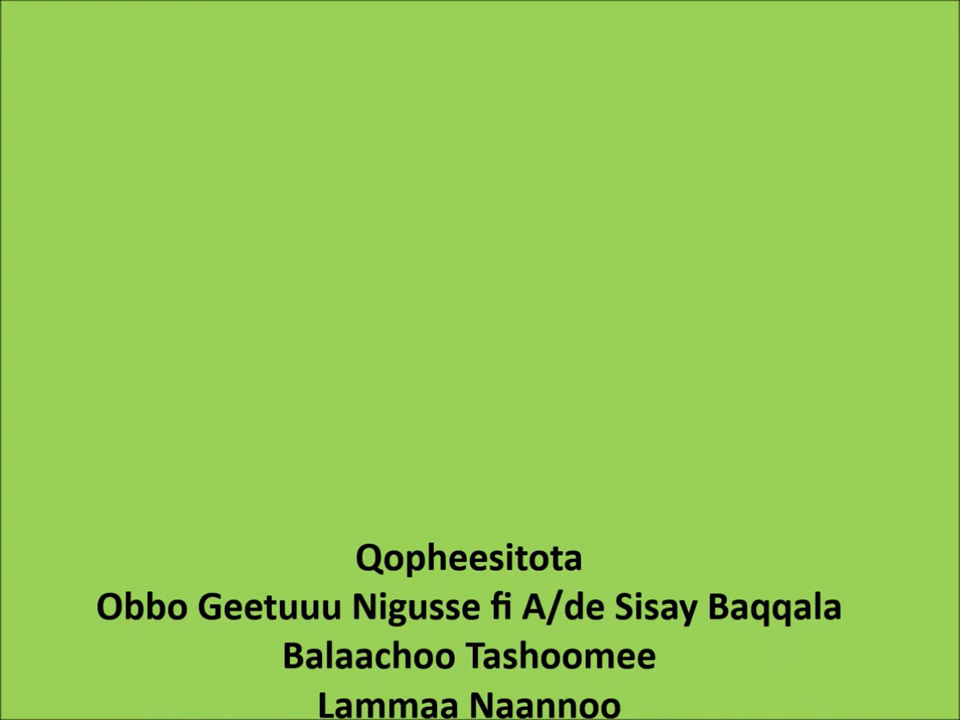 Qopheesitota
Obbo Geetuuu Nigusse fi A/de Sisay Baqqala
Balaachoo Tashoomee
Lammaa Naannoo